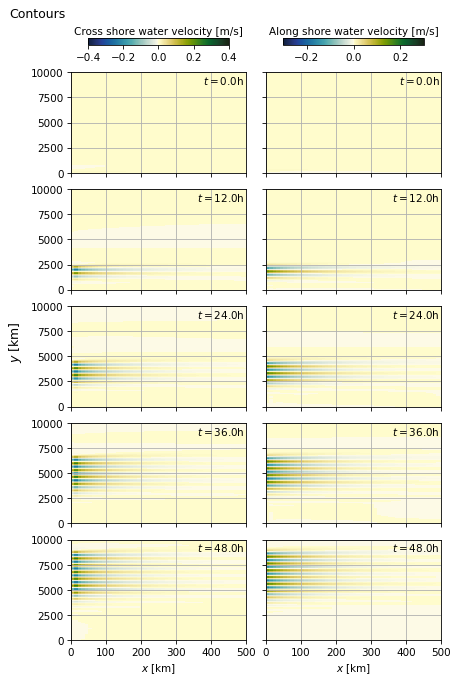 Contours
Cross shore water velocity [m/s] Along shore water velocity [m/s]
−0.4 −0.2 0.0 0.2 0.4 −0.2 0.0 0.2
10000 t = 0.0h t = 0.0h
7500
5000
2500
0
10000 t = 12.0h t = 12.0h
7500
5000
2500
0
10000 t = 24.0h t = 24.0h
7500
y [km]
5000
2500
0
10000 t = 36.0h t = 36.0h
7500
5000
2500
0
10000 t = 48.0h t = 48.0h
7500
5000
2500
0
0 100 200 300 400 500 0 100 200 300 400 500
x [km] x [km]